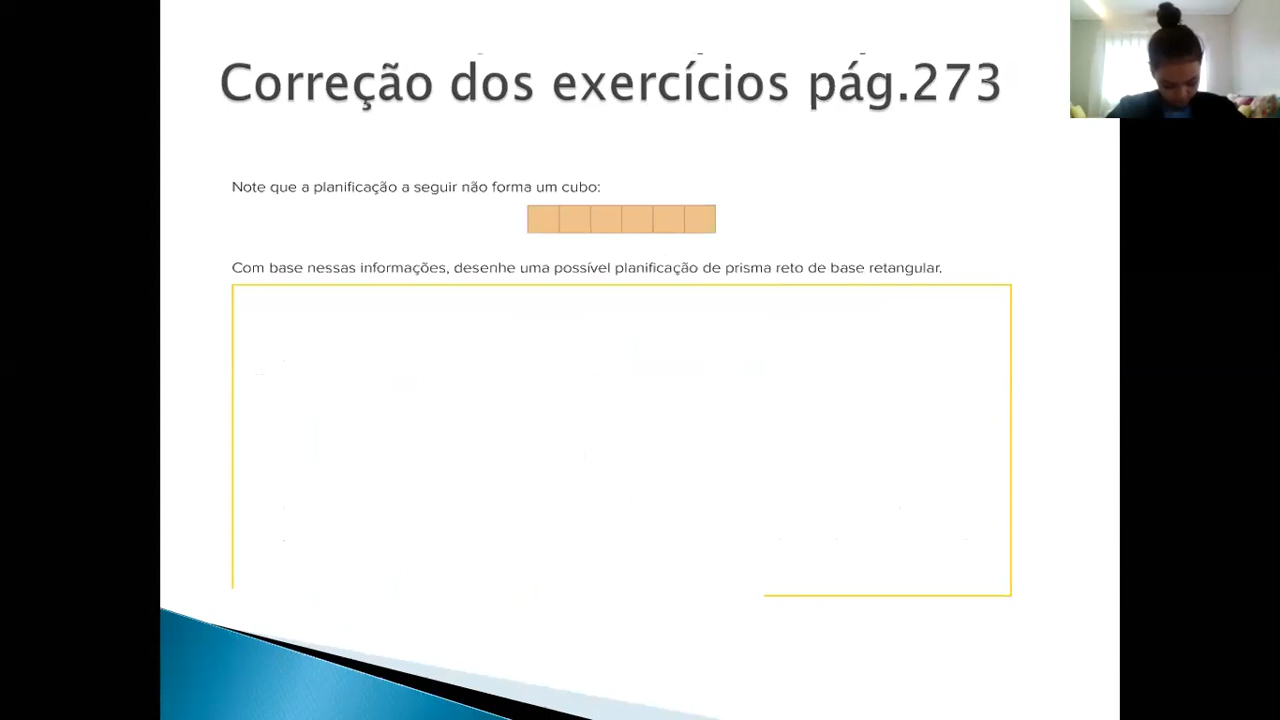 Correção dos exercícios pág.273
Note que a planificação a seguir não forma um cubo:
Com base nessas informações, desenhe uma possível planificação de prisma reto de base retangular.